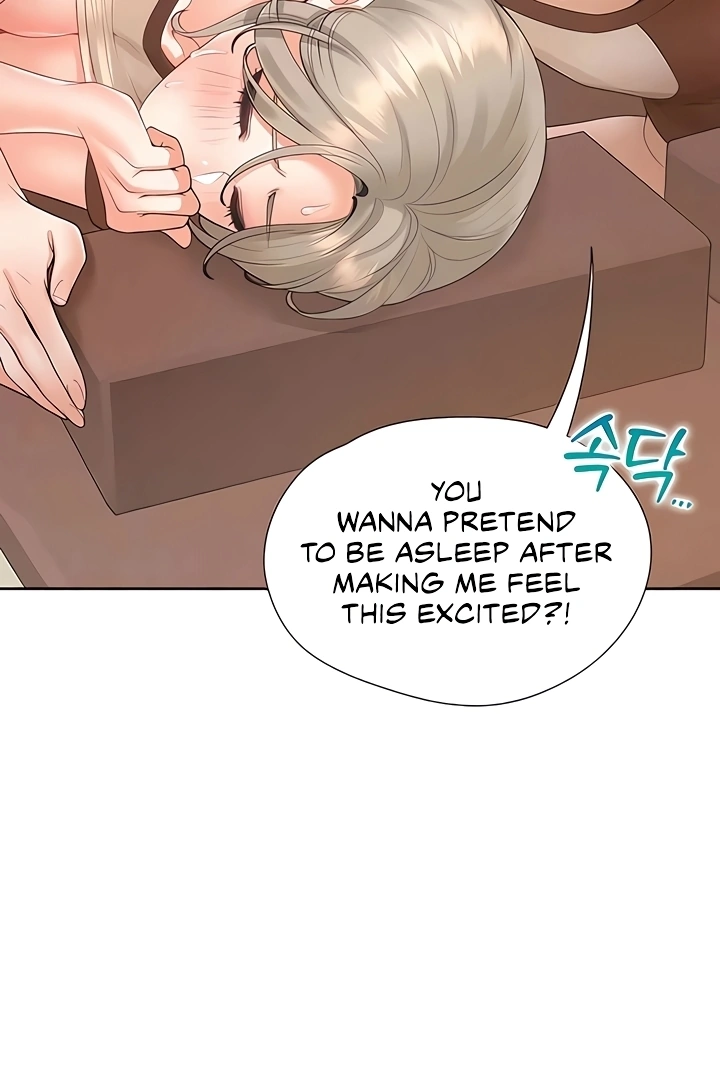 속닥...
YOU
WANNA PRETEND
TO BE ASLEEP AFTER
MAKING ME FEEL
THIS EXCITED?!